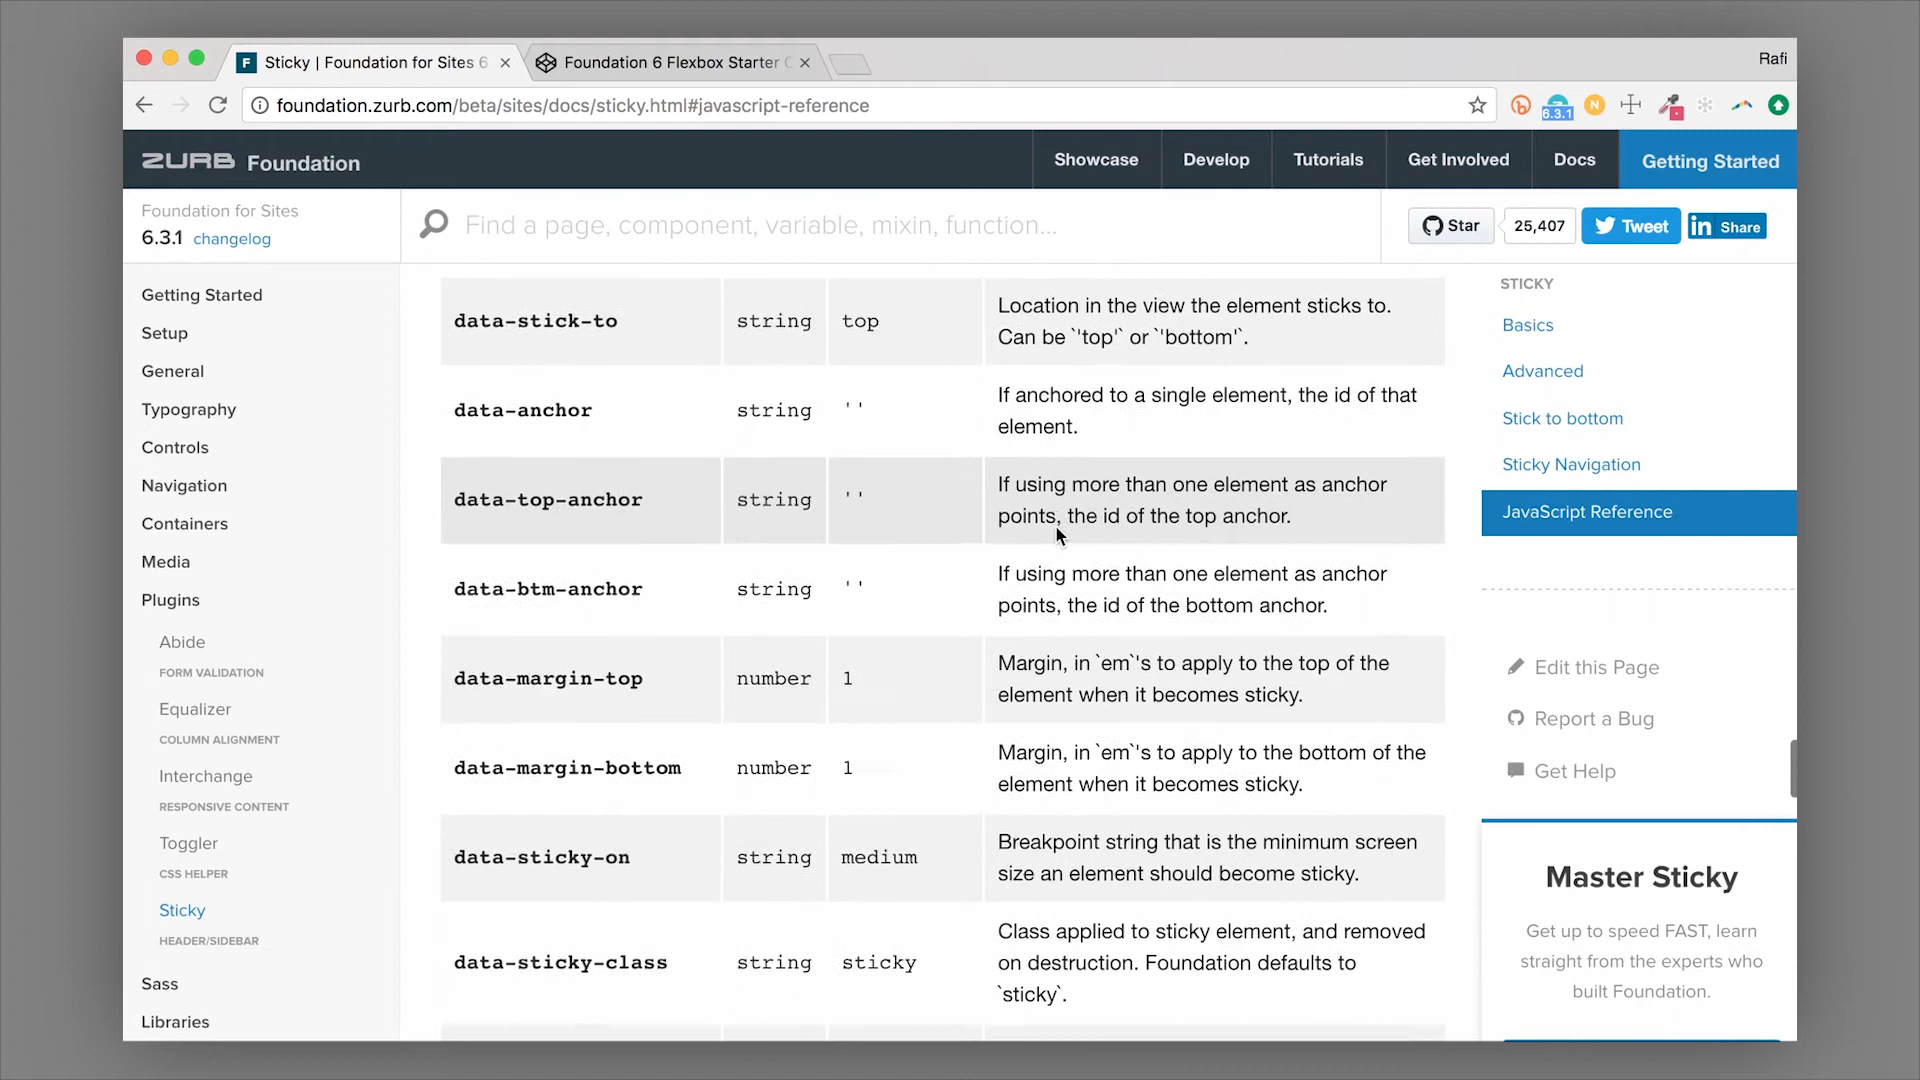 Sticky | Foundation for Sites 6
Foundation 6 Flexbox Starter
Rafi
foundation.zurb.com/beta/sites/docs/sticky.html#javascript-reference
6.3.1
ZURB Foundation
Showcase
Develop
Tutorials
Get Involved
Docs
Getting Started
Foundation for Sites
6.3.1 changelog
Find a page, component, variable, mixin, function...
Star
25,407
Tweet
in Share
Getting Started
Setup
General
Typography
Controls
Navigation
Containers
Media
Plugins
Abide
FORM VALIDATION
Equalizer
COLUMN ALIGNMENT
Interchange
RESPONSIVE CONTENT
Toggler
CSS HELPER
Sticky
HEADER/SIDEBAR
Sass
Libraries
data-stick-to string top
Location in the view the element sticks to.
Can be `'top'` or `'bottom'`.
data-anchor string ''
If anchored to a single element, the id of that
element.
data-top-anchor string ''
If using more than one element as anchor
points, the id of the top anchor.
data-btm-anchor string ''
If using more than one element as anchor
points, the id of the bottom anchor.
data-margin-top number 1
Margin, in `em`'s to apply to the top of the
element when it becomes sticky.
data-margin-bottom number 1
Margin, in `em`'s to apply to the bottom of the
element when it becomes sticky.
data-sticky-on string medium
Breakpoint string that is the minimum screen
size an element should become sticky.
data-sticky-class string sticky
Class applied to sticky element, and removed
on destruction. Foundation defaults to
`sticky`.
STICKY
Basics
Advanced
Stick to bottom
Sticky Navigation
JavaScript Reference
Edit this Page
Report a Bug
Get Help
Master Sticky
Get up to speed FAST, learn
straight from the experts who
built Foundation.